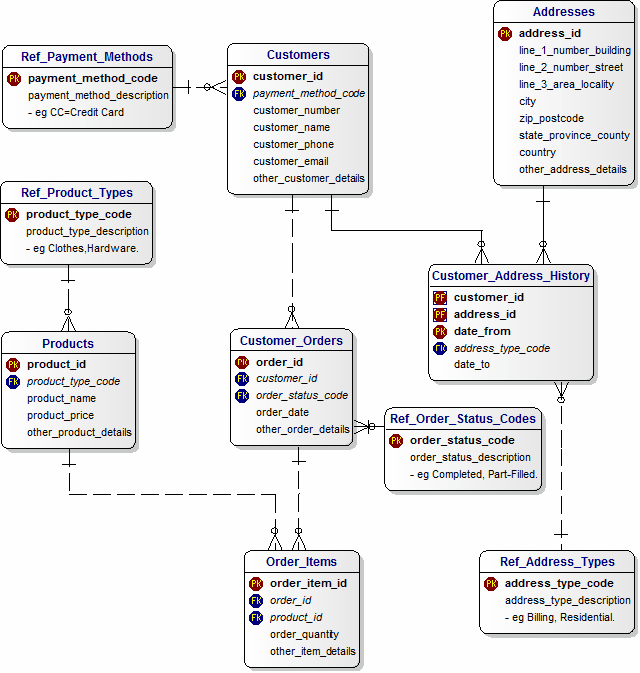 Addresses
PK address_id
line_1_number_building
line_2_number_street
line_3_area_locality
city
zip_postcode
state_province_county
country
other_address_details
Ref_Payment_Methods
PK payment_method_code
payment_method_description
- eg CC=Credit Card
Customers
PK customer_id
FK payment_method_code
customer_number
customer_name
customer_phone
customer_email
other_customer_details
Ref_Product_Types
PK product_type_code
product_type_description
- eg Clothes,Hardware.
Customer_Address_History
PF customer_id
PF address_id
PK date_from
FK address_type_code
date_to
Products
PK product_id
FK product_type_code
product_name
product_price
other_product_details
Customer_Orders
PK order_id
FK customer_id
FK order_status_code
order_date
other_order_details
Ref_Order_Status_Codes
PK order_status_code
order_status_description
- eg Completed, Part-Filled.
Order_Items
PK order_item_id
FK order_id
FK product_id
order_quantity
other_item_details
Ref_Address_Types
PK address_type_code
address_type_description
- eg Billing, Residential.